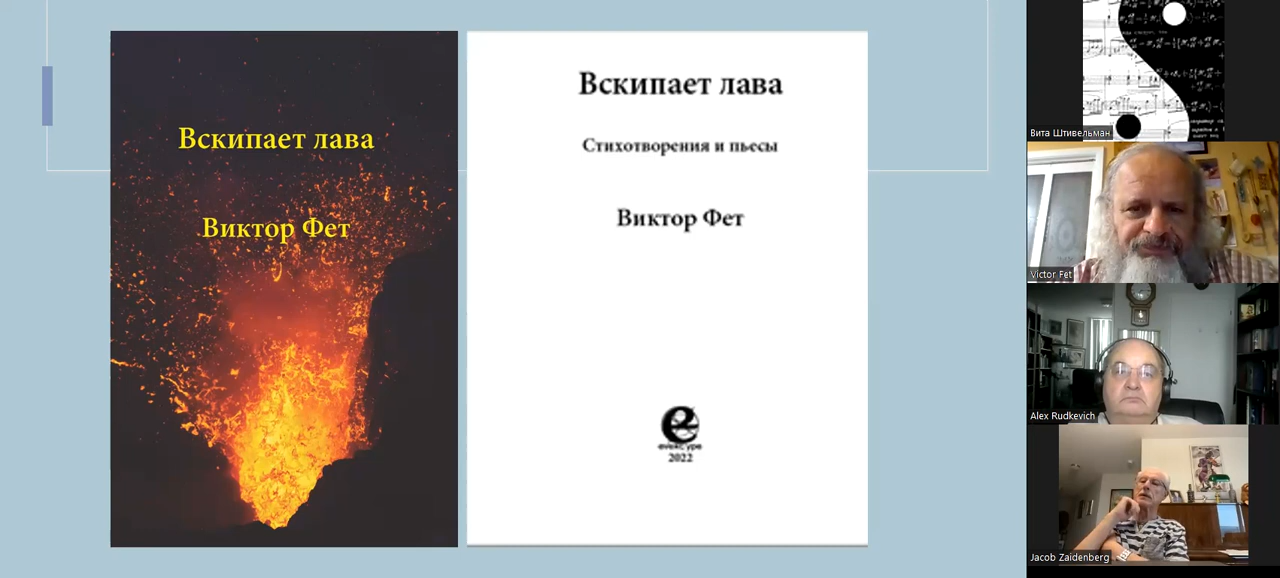 Вскипает лава
Виктор Фет
Вскипает лава
Стихотворения и пьесы
Виктор Фет
2022
Вита Штивельман
Victor Fet
Alex Rudkevich
Jacob Zaidenberg